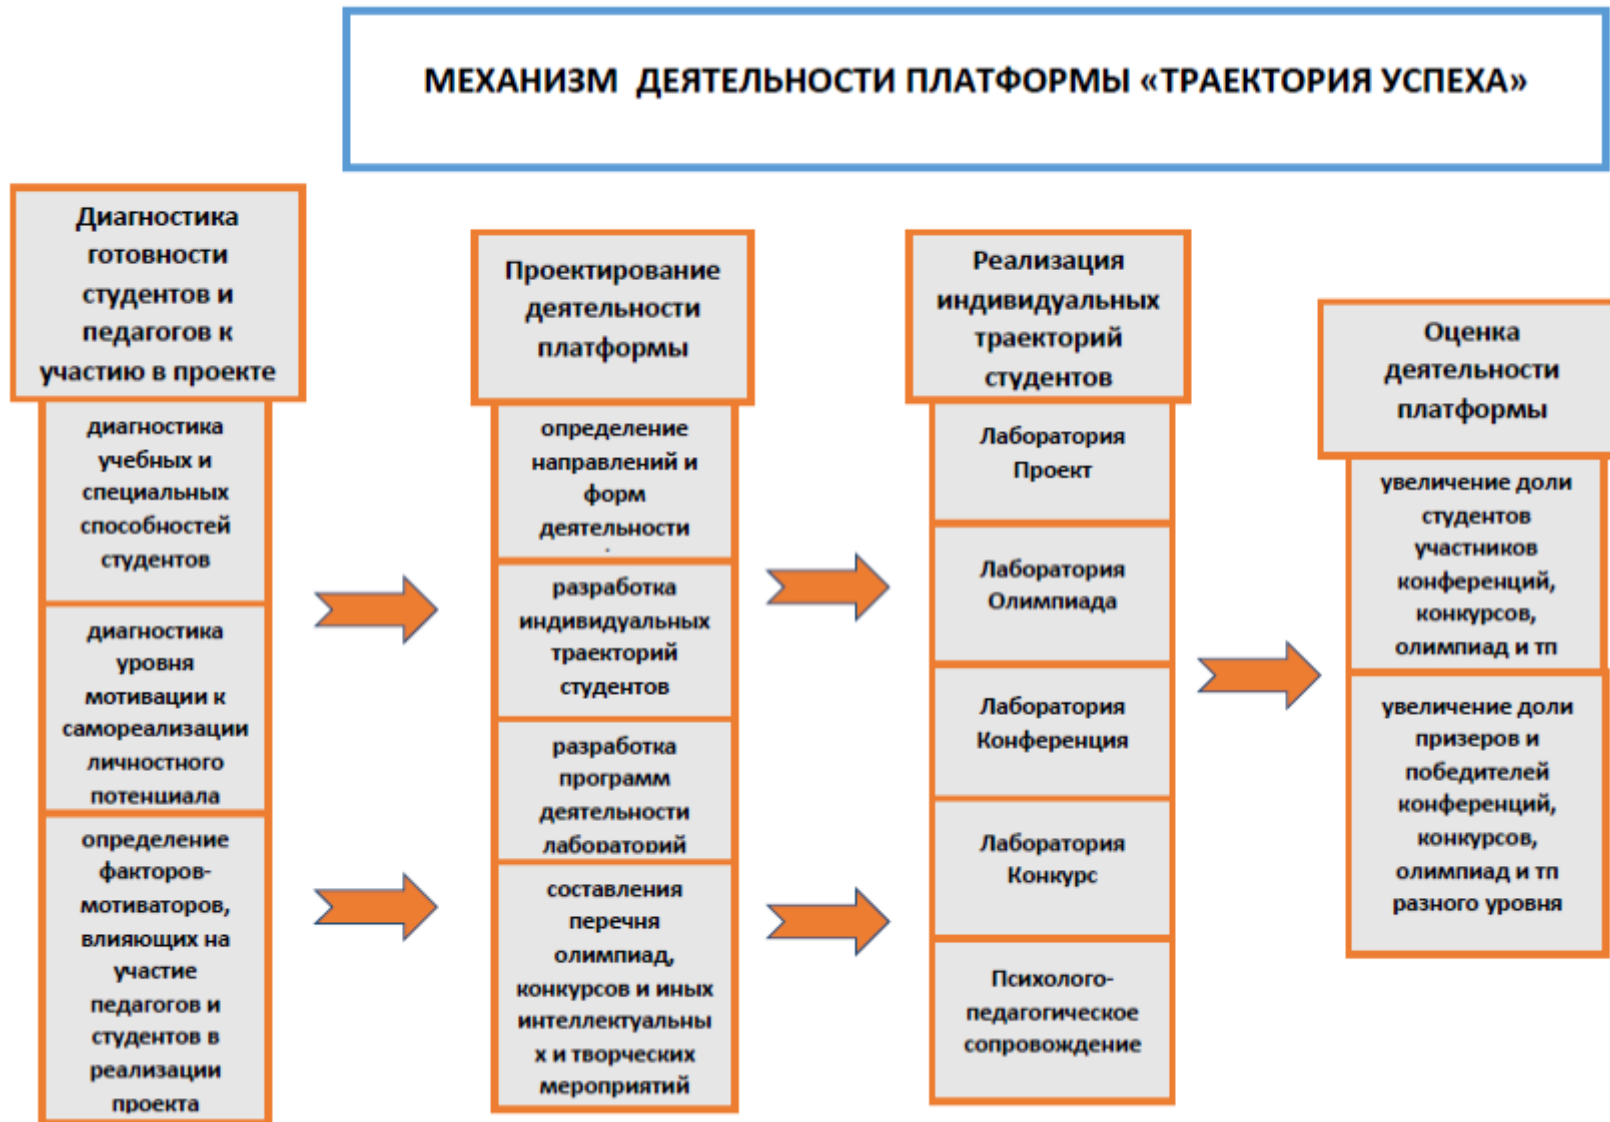 МЕХАНИЗМ ДЕЯТЕЛЬНОСТИ ПЛАТФОРМЫ «ТРАЕКТОРИЯ УСПЕХА»
Диагностика
готовности
студентов и
педагогов к
участию в проекте
диагностика
учебных и
специальных
способностей
студентов
диагностика
уровня
мотивации к
самореализации
личностного
потенциала
определение
факторов-
мотиваторов,
влияющих на
участие
педагогов и
студентов в
реализации
проекта
Проектирование
деятельности
платформы
определение
направлений и
форм
деятельности
разработка
индивидуальных
траекторий
студентов
разработка
программ
деятельности
лабораторий
составления
перечня
олимпиад,
конкурсов и иных
интеллектуальны
х и творческих
мероприятий
Реализация
индивидуальных
траекторий
студентов
Лаборатория
Проект
Лаборатория
Олимпиада
Лаборатория
Конференция
Лаборатория
Конкурс
Психолого-
педагогическое
сопровождение
Оценка
деятельности
платформы
увеличение доли
студентов
участников
конференций,
конкурсов,
олимпиад и тп
увеличение доли
призеров и
победителей
конференций,
конкурсов,
олимпиад и тп
разного уровня